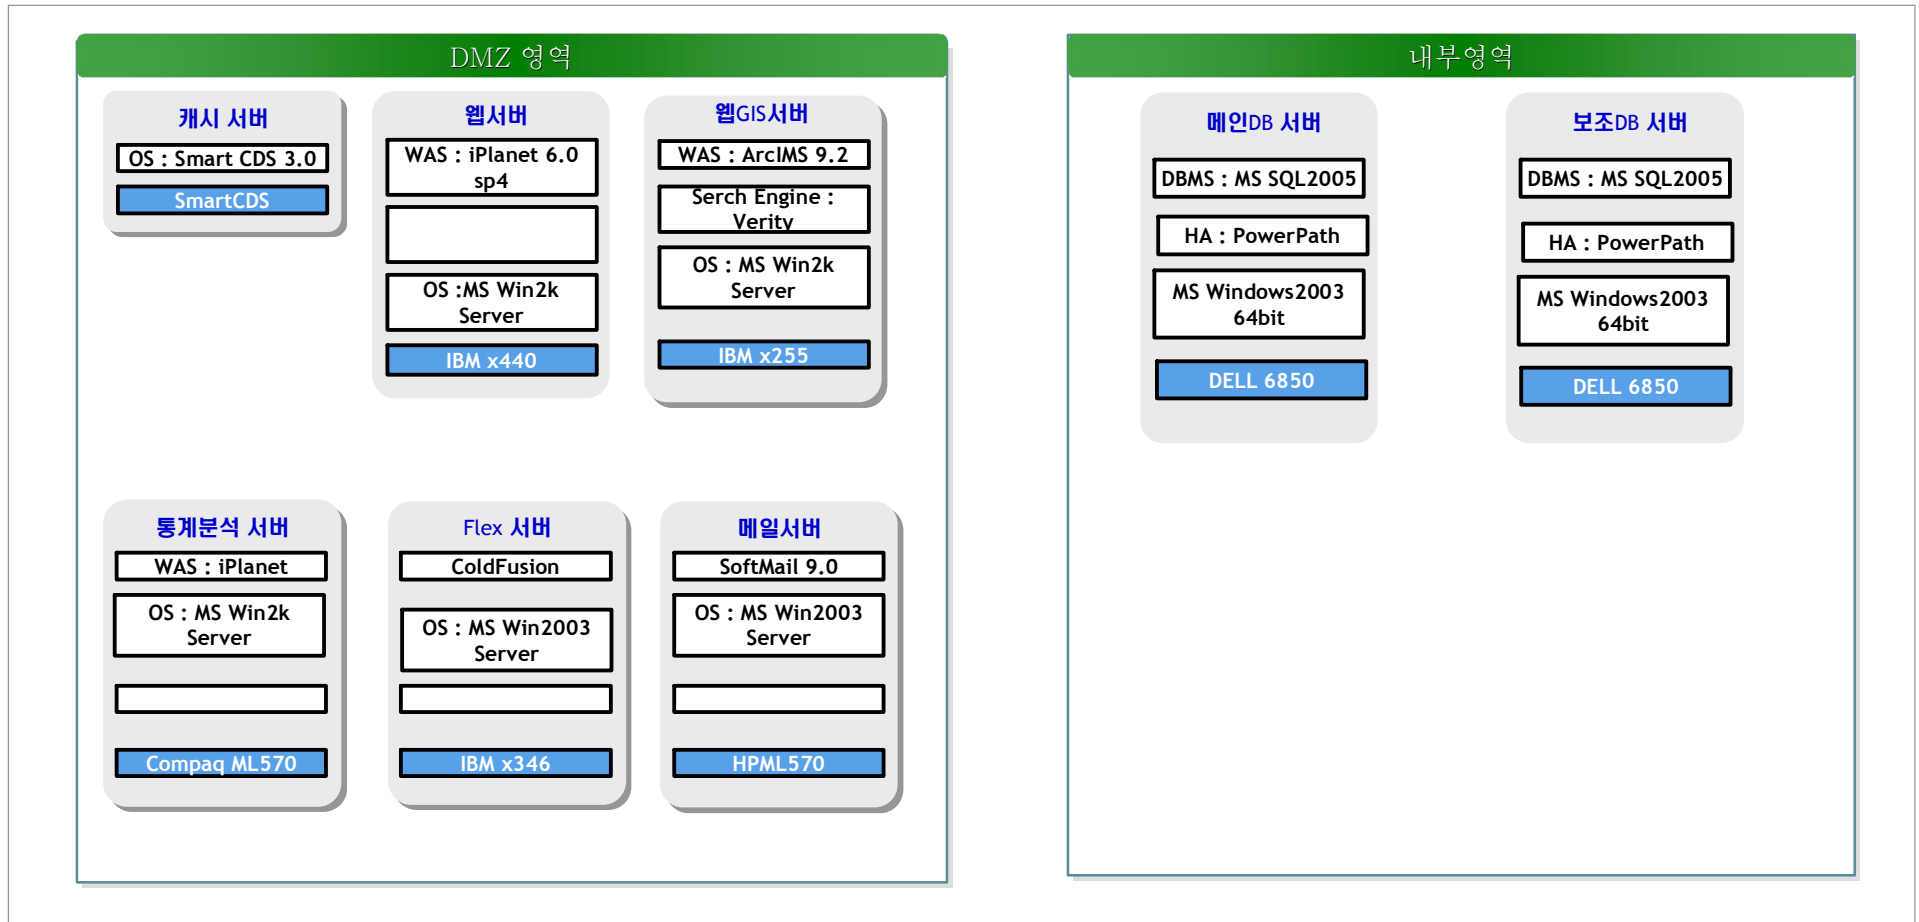 DMZ 영역
캐시 서버
OS : Smart CDS 3.0
SmartCDS
웹서버
WAS : iPlanet 6.0
sp4
OS :MS Win2k
Server
IBM x440
웹GIS서버
WAS : ArcIMS 9.2
Serch Engine :
Verity
OS : MS Win2k
Server
IBM x255
통계분석 서버
WAS : iPlanet
OS : MS Win2k
Server
Compaq ML570
Flex 서버
ColdFusion
OS : MS Win2003
Server
IBM x346
메일서버
SoftMail 9.0
OS : MS Win2003
Server
HPML570
내부영역
메인DB 서버
DBMS : MS SQL2005
HA : PowerPath
MS Windows2003
64bit
DELL 6850
보조DB 서버
DBMS : MS SQL2005
HA : PowerPath
MS Windows2003
64bit
DELL 6850